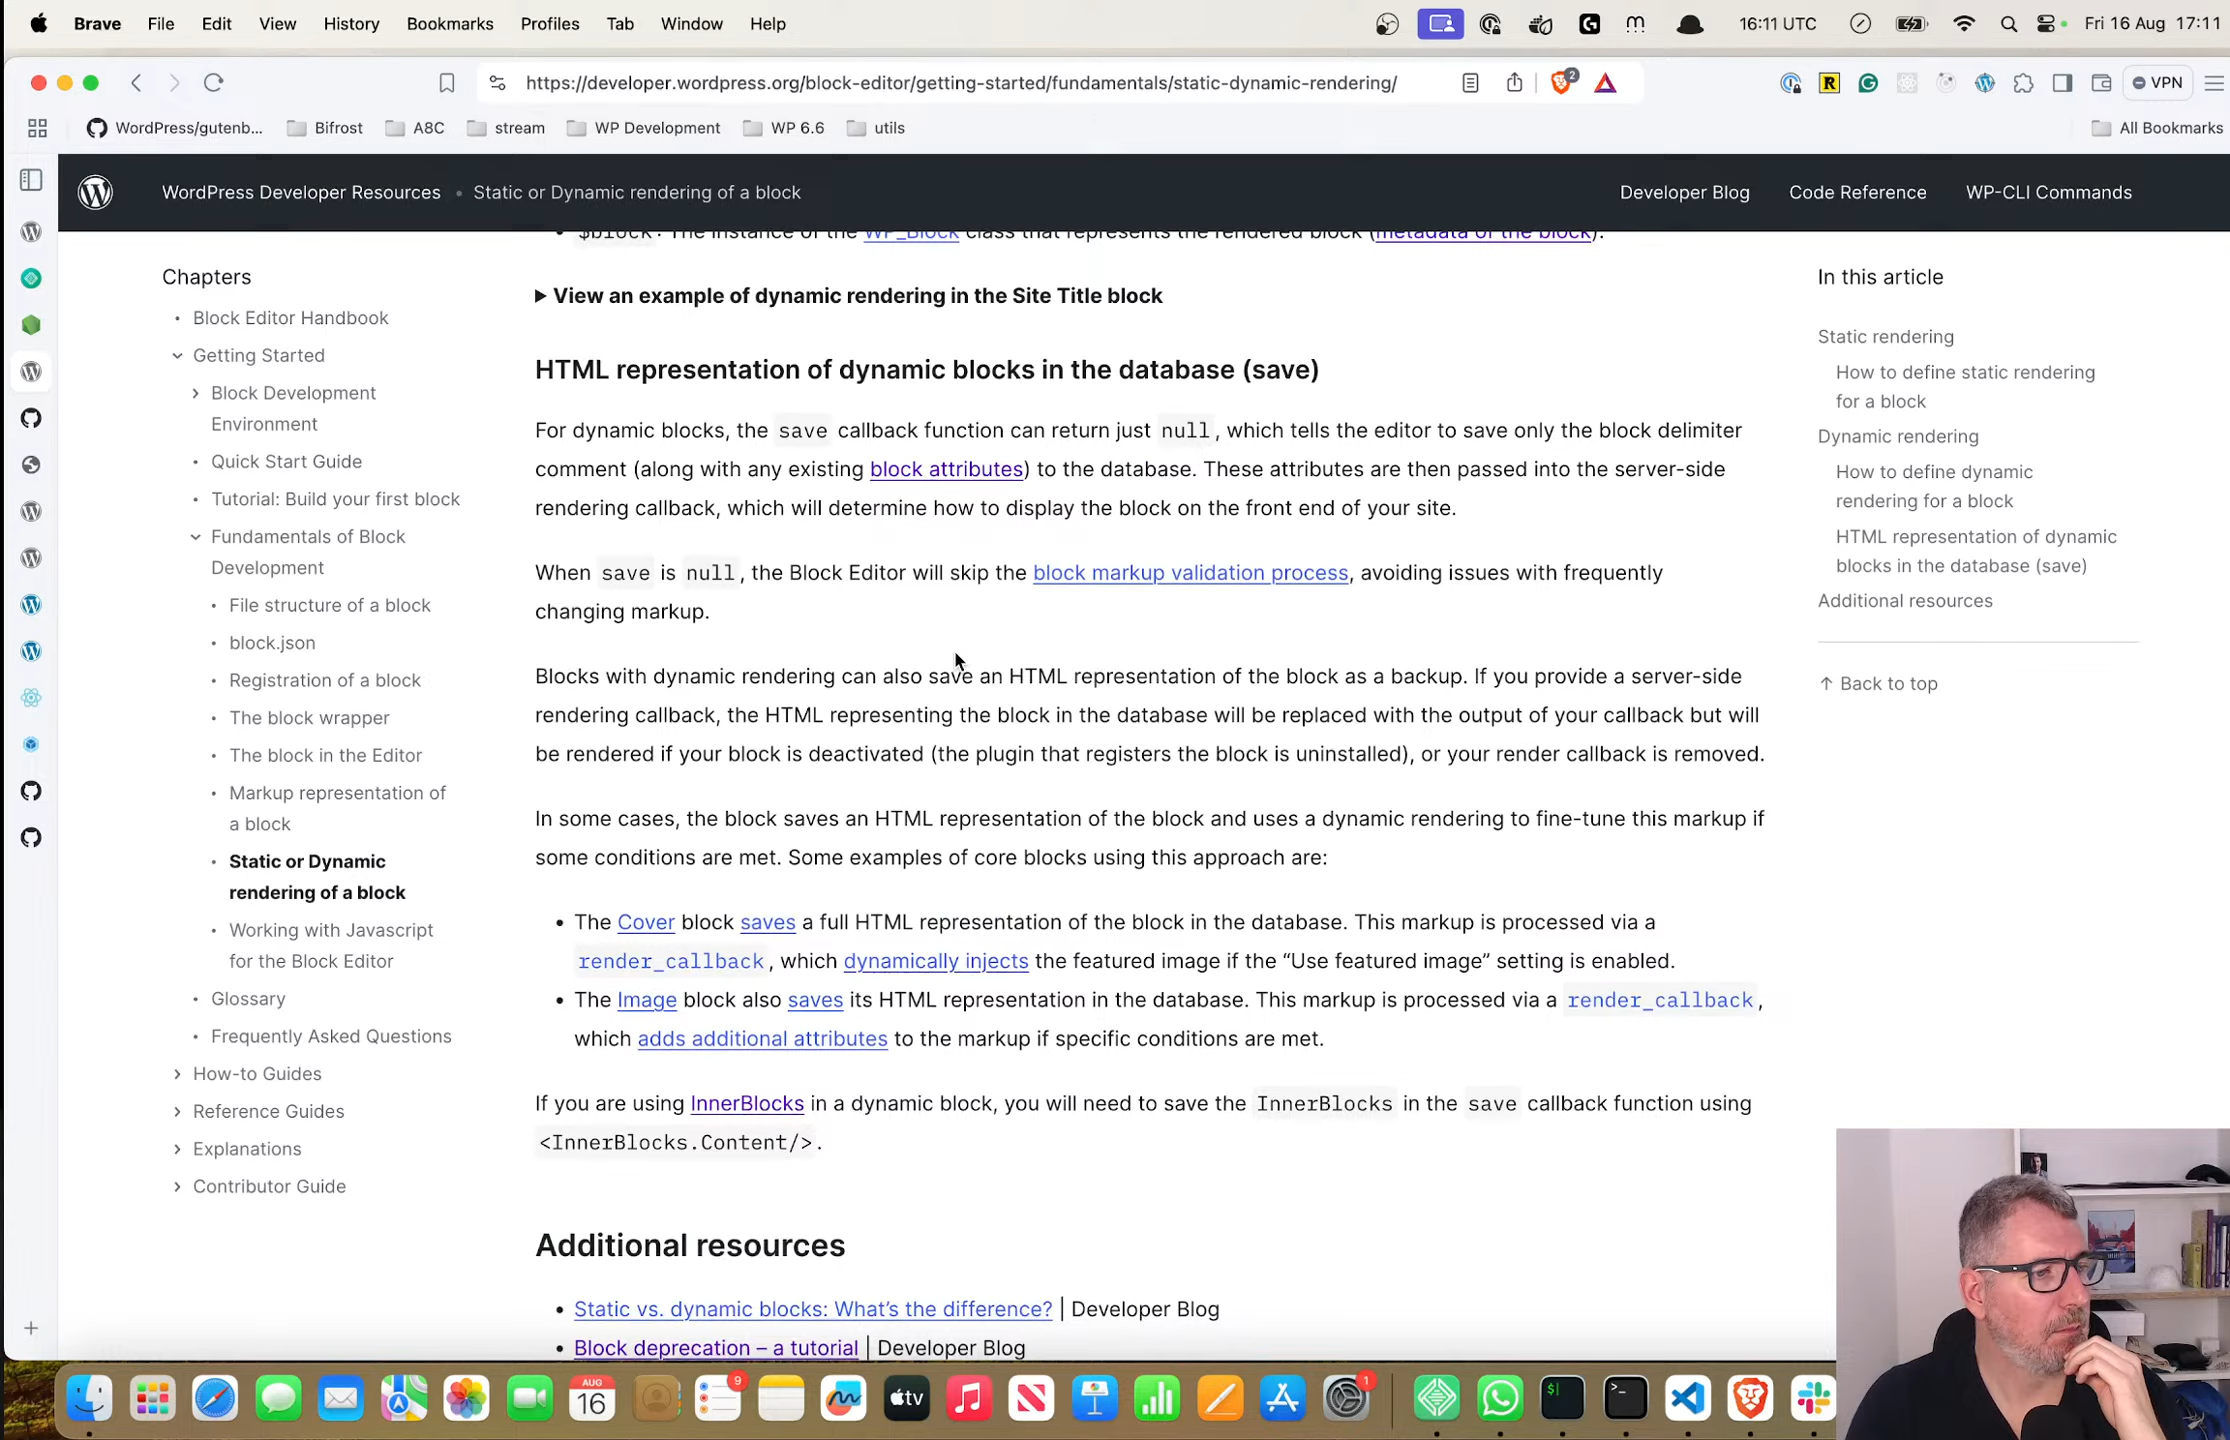 Brave File Edit View History Bookmarks Profiles Tab Window Help 16:11 UTC Fri 16 Aug 17:11
https://developer.wordpress.org/block-editor/getting-started/fundamentals/static-dynamic-rendering/ 2 VPN
WordPress/gutenb... Bifrost A8C stream WP Development WP 6.6 utils All Bookmarks
WordPress Developer Resources • Static or Dynamic rendering of a block Developer Blog Code Reference WP-CLI Commands
Chapters
Block Editor Handbook
Getting Started
Block Development
Environment
Quick Start Guide
Tutorial: Build your first block
Fundamentals of Block
Development
File structure of a block
block.json
Registration of a block
The block wrapper
The block in the Editor
Markup representation of
a block
Static or Dynamic
rendering of a block
Working with Javascript
for the Block Editor
Glossary
Frequently Asked Questions
How-to Guides
Reference Guides
Explanations
Contributor Guide
• $block: The instance of the WP_Block class that represents the rendered block (metadata of the block).
View an example of dynamic rendering in the Site Title block
HTML representation of dynamic blocks in the database (save)
For dynamic blocks, the save callback function can return just null, which tells the editor to save only the block delimiter
comment (along with any existing block attributes) to the database. These attributes are then passed into the server-side
rendering callback, which will determine how to display the block on the front end of your site.
When save is null, the Block Editor will skip the block markup validation process, avoiding issues with frequently
changing markup.
Blocks with dynamic rendering can also save an HTML representation of the block as a backup. If you provide a server-side
rendering callback, the HTML representing the block in the database will be replaced with the output of your callback but will
be rendered if your block is deactivated (the plugin that registers the block is uninstalled), or your render callback is removed.
In some cases, the block saves an HTML representation of the block and uses a dynamic rendering to fine-tune this markup if
some conditions are met. Some examples of core blocks using this approach are:
• The Cover block saves a full HTML representation of the block in the database. This markup is processed via a
render_callback, which dynamically injects the featured image if the “Use featured image” setting is enabled.
• The Image block also saves its HTML representation in the database. This markup is processed via a render_callback,
which adds additional attributes to the markup if specific conditions are met.
If you are using InnerBlocks in a dynamic block, you will need to save the InnerBlocks in the save callback function using
<InnerBlocks.Content/>.
Additional resources
• Static vs. dynamic blocks: What’s the difference? | Developer Blog
• Block deprecation – a tutorial | Developer Blog
In this article
Static rendering
How to define static rendering
for a block
Dynamic rendering
How to define dynamic
rendering for a block
HTML representation of dynamic
blocks in the database (save)
Additional resources
↑ Back to top
AUG
16
9
tv
1